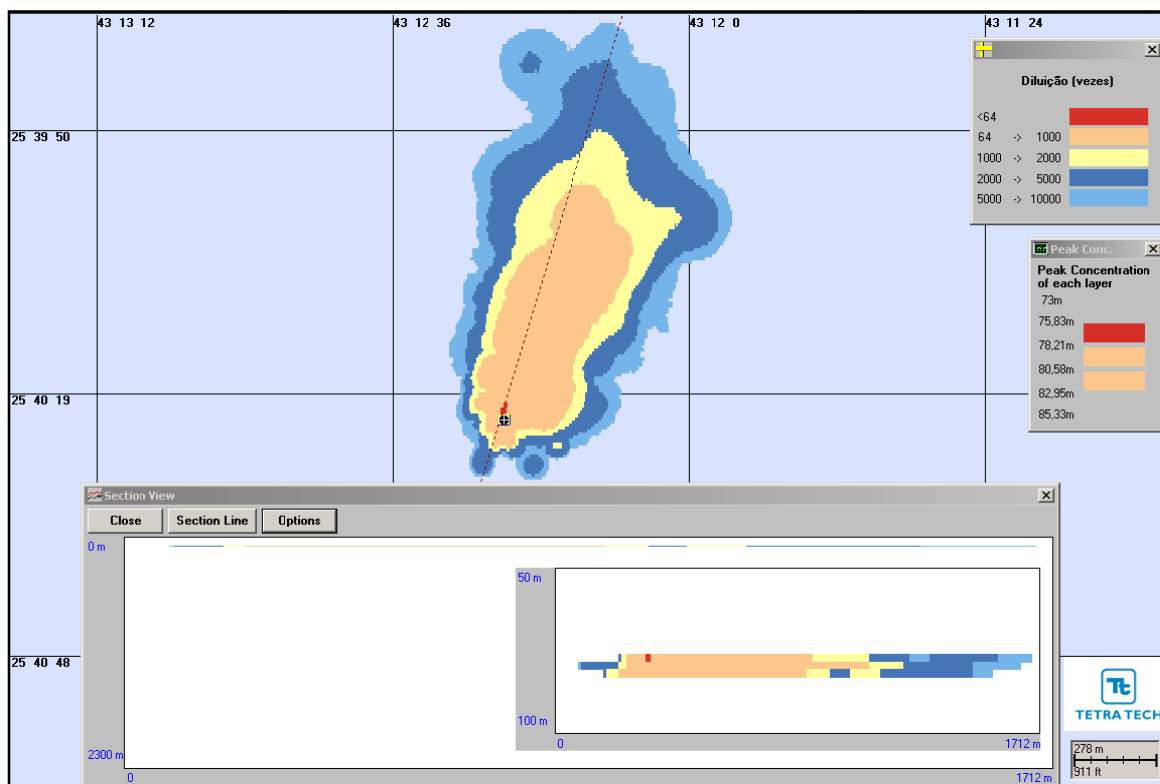 43 13 12
43 12 36
43 12 0
43 11 24
25 39 50
25 40 19
25 40 48
Diluição (vezes)
<64
64 -> 1000
1000 -> 2000
2000 -> 5000
5000 -> 10000
Peak Conc.
Peak Concentration
of each layer
73m
75,83m
78,21m
80,58m
82,95m
85,33m
Section View
Close
Section Line
Options
0 m
2300 m
0
1712 m
50 m
100 m
0
1712 m
Tt
TETRA TECH
278 m
911 ft